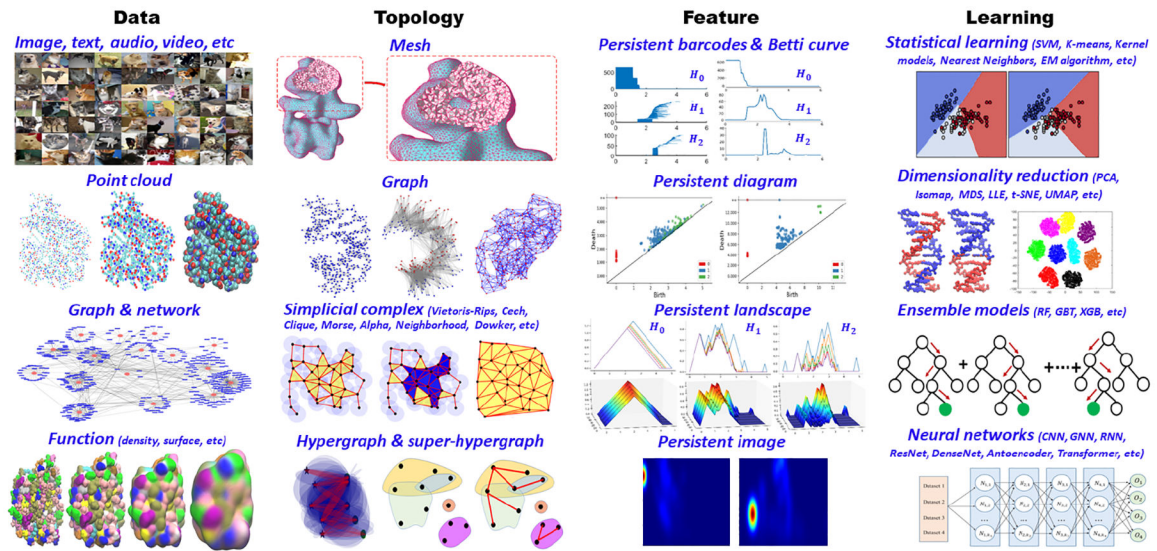 Data
Image, text, audio, video, etc
Point cloud
Graph & network
Function (density, surface, etc)
Topology
Mesh
Graph
Simplicial complex (Vietoris-Rips, Cech,
Clique, Morse, Alpha, Neighborhood, Dowker, etc)
Hypergraph & super-hypergraph
Feature
Persistent barcodes & Betti curve
H0
H0
H1
H1
H2
H2
Persistent diagram
Death
Birth
Death
Birth
Persistent landscape
H0
H1
H2
Persistent image
Learning
Statistical learning (SVM, K-means, Kernel
models, Nearest Neighbors, EM algorithm, etc)
Dimensionality reduction (PCA,
Isomap, MDS, LLE, t-SNE, UMAP, etc)
Ensemble models (RF, GBT, XGB, etc)
+
+·····+
Neural networks (CNN, GNN, RNN,
ResNet, DenseNet, Antoencoder, Transformer, etc)
Dataset 1
Dataset 2
Dataset 3
Dataset 4